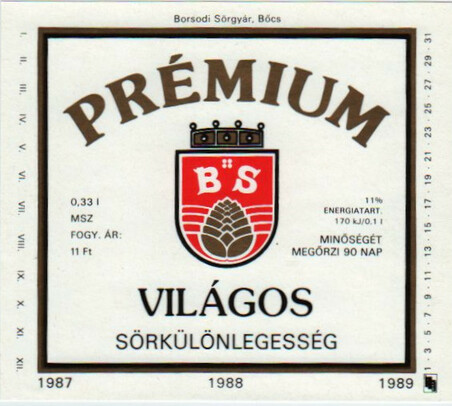 Borsodi Sörgyár, Bőcs
PRÉMIUM
BS
0,33 l
MSZ
FOGY. ÁR:
11 Ft
11%
ENERGIATART.
170 kJ/0.1 l
MINŐSÉGÉT
MEGŐRZI 90 NAP
VILÁGOS
SÖRKÜLÖNLEGESSÉG
I. II. III. IV. V. VI. VII. VIII. IX. X. XI. XII.
1 · 3 · 5 · 7 · 9 · 11 · 13 · 15 · 17 · 19 · 21 · 23 · 25 · 27 · 29 · 31
1987 1988 1989